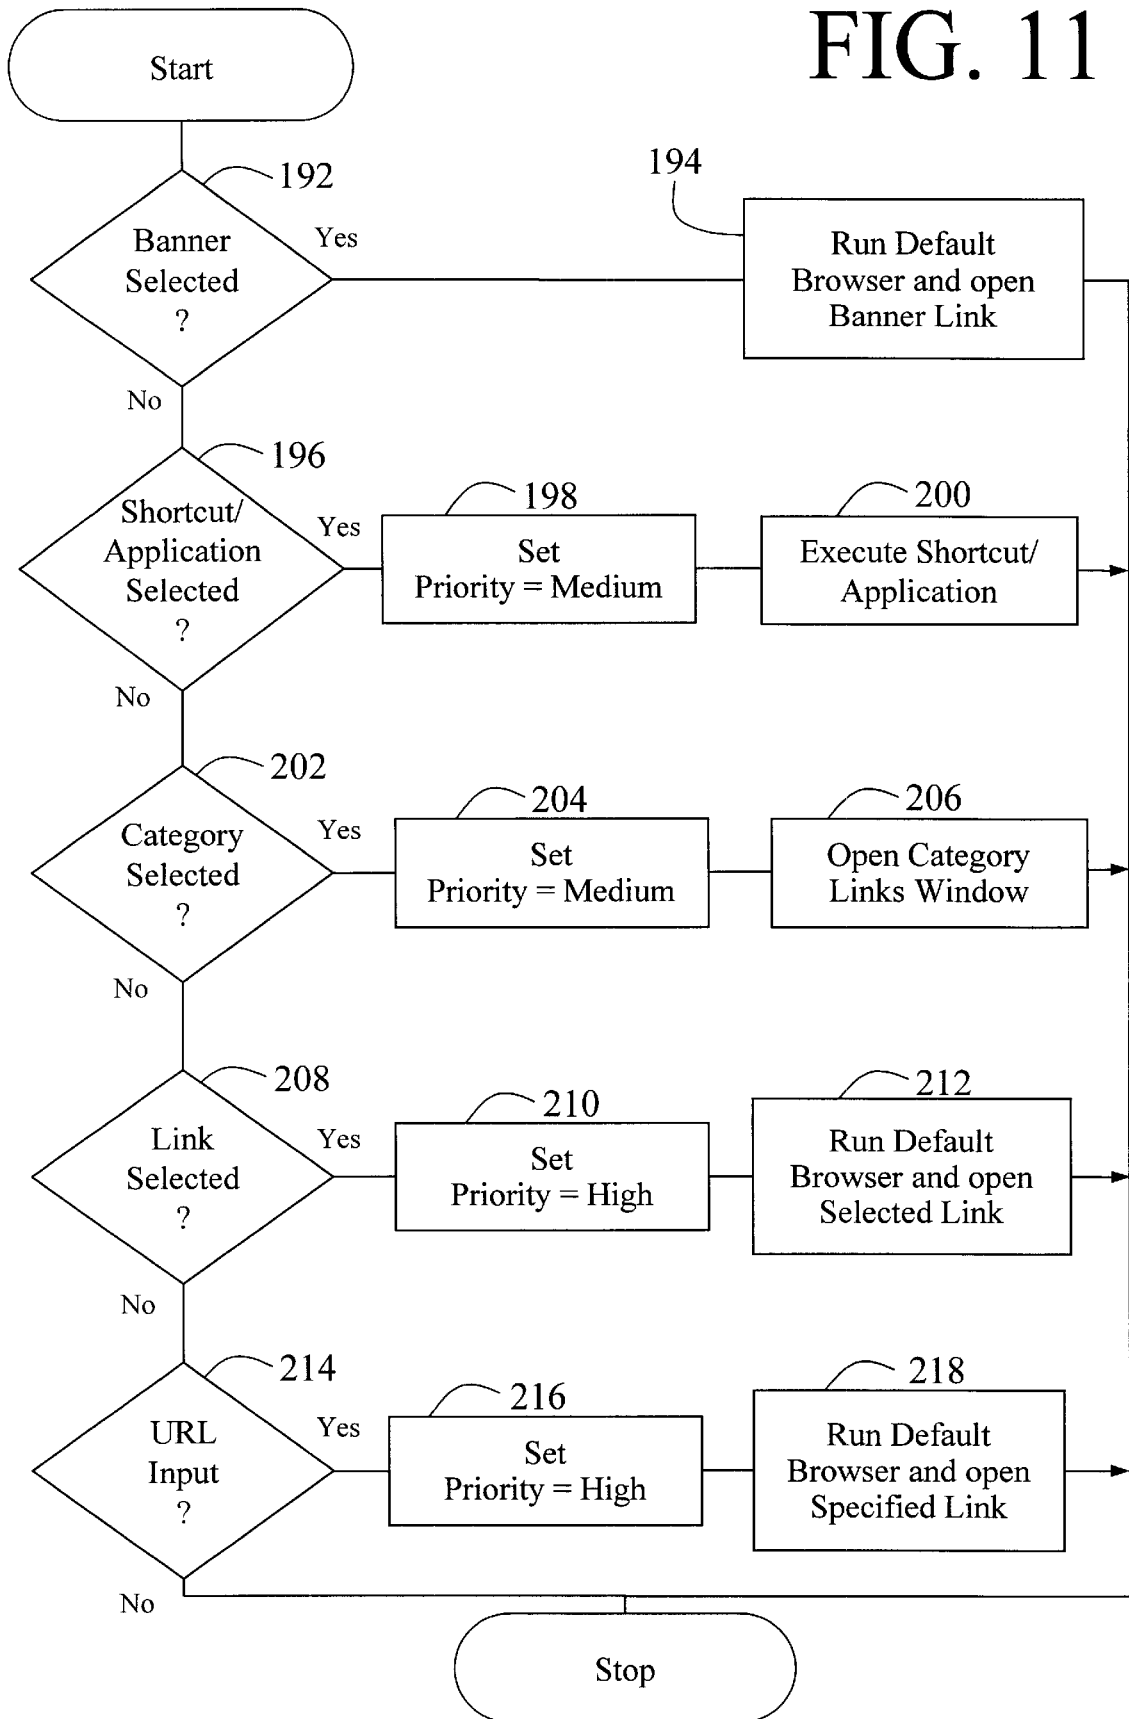 FIG. 11
Start
192
Banner
Selected
?
Yes
194
Run Default
Browser and open
Banner Link
No
196
Shortcut/
Application
Selected
?
Yes
198
Set
Priority = Medium
200
Execute Shortcut/
Application
No
202
Category
Selected
?
Yes
204
Set
Priority = Medium
206
Open Category
Links Window
No
208
Link
Selected
?
Yes
210
Set
Priority = High
212
Run Default
Browser and open
Selected Link
No
214
URL
Input
?
Yes
216
Set
Priority = High
218
Run Default
Browser and open
Specified Link
No
Stop